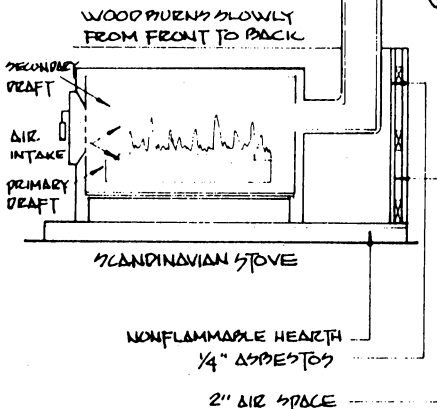 WOOD BURNS SLOWLY
FROM FRONT TO BACK
SECONDARY
DRAFT
AIR
INTAKE
PRIMARY
DRAFT
SCANDINAVIAN STOVE
NONFLAMMABLE HEARTH
1/4" ASBESTOS
2" AIR SPACE